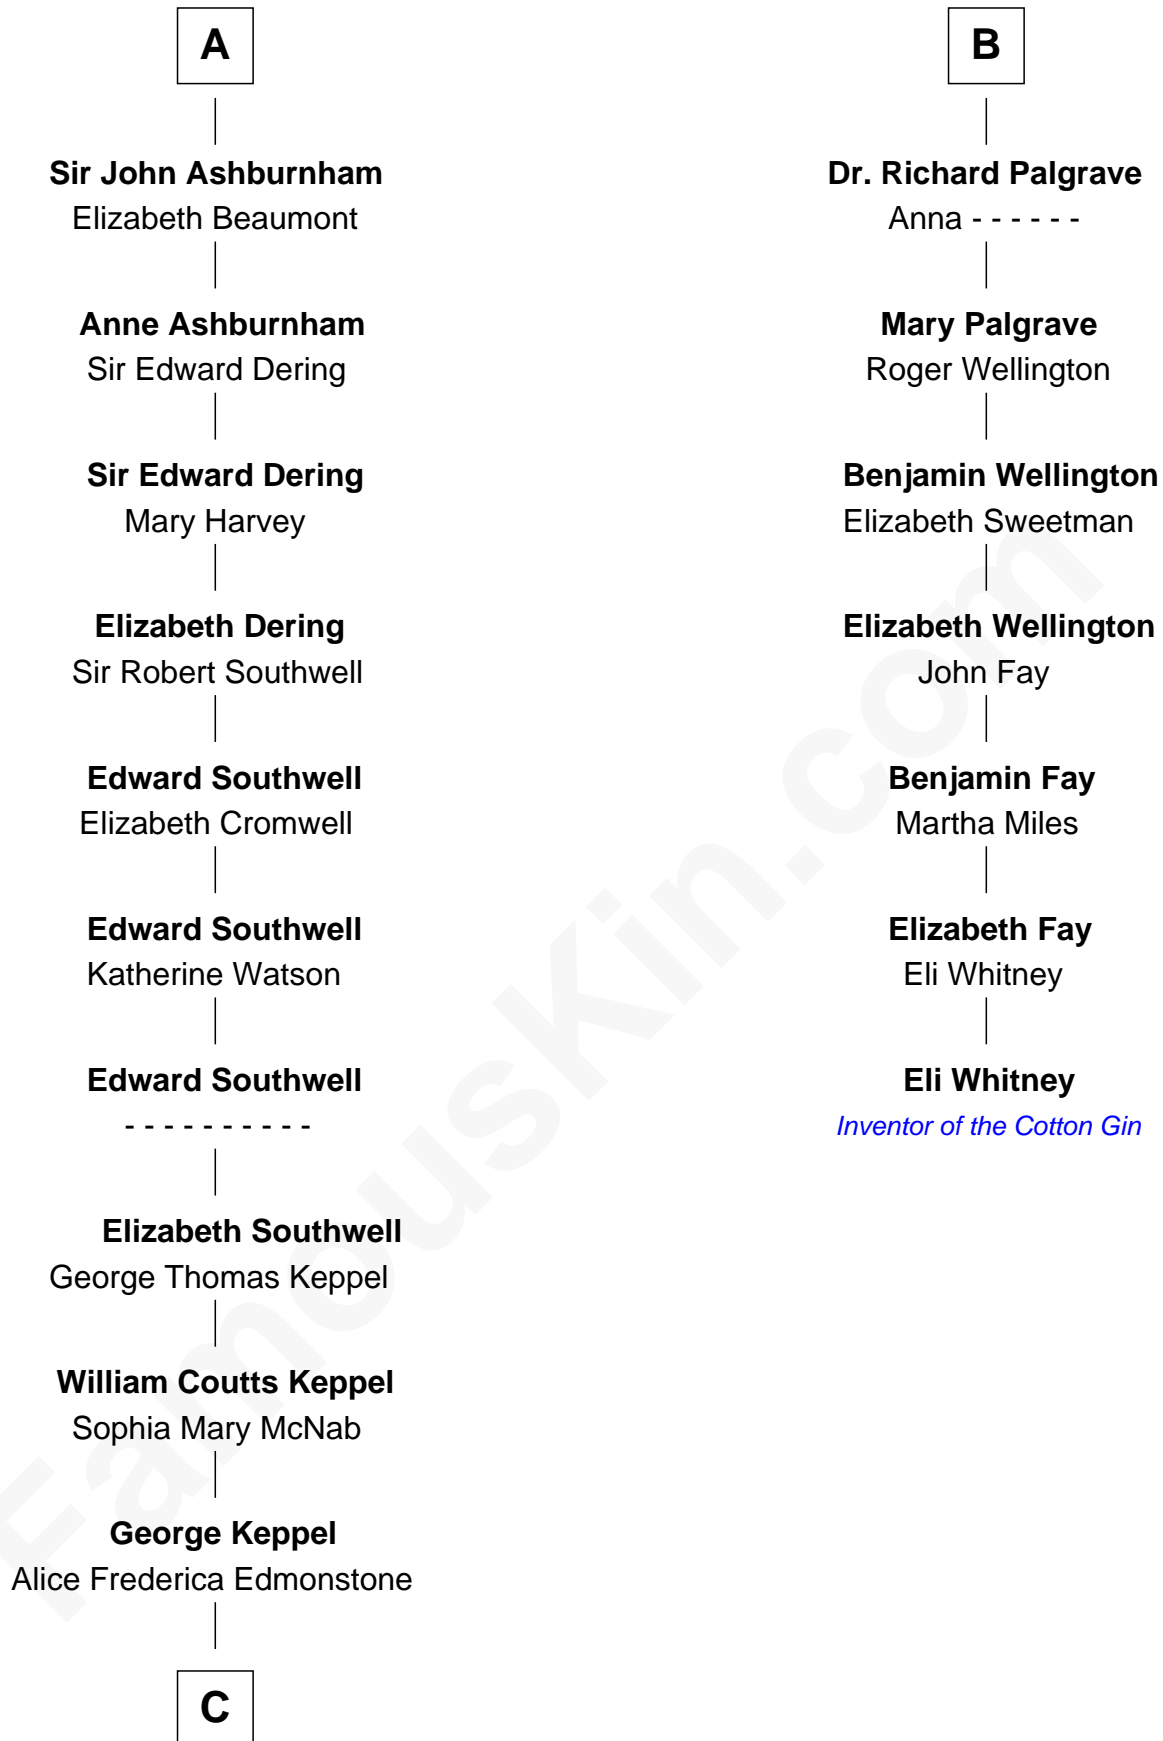 A
Sir John Ashburnham
Elizabeth Beaumont
Anne Ashburnham
Sir Edward Dering
Sir Edward Dering
Mary Harvey
Elizabeth Dering
Sir Robert Southwell
Edward Southwell
Elizabeth Cromwell
Edward Southwell
Katherine Watson
Edward Southwell
- - - - - - - - - -
Elizabeth Southwell
George Thomas Keppel
William Coutts Keppel
Sophia Mary McNab
George Keppel
Alice Frederica Edmonstone
C
B
Dr. Richard Palgrave
Anna - - - - - -
Mary Palgrave
Roger Wellington
Benjamin Wellington
Elizabeth Sweetman
Elizabeth Wellington
John Fay
Benjamin Fay
Martha Miles
Elizabeth Fay
Eli Whitney
Eli Whitney
Inventor of the Cotton Gin
FamousKin.com